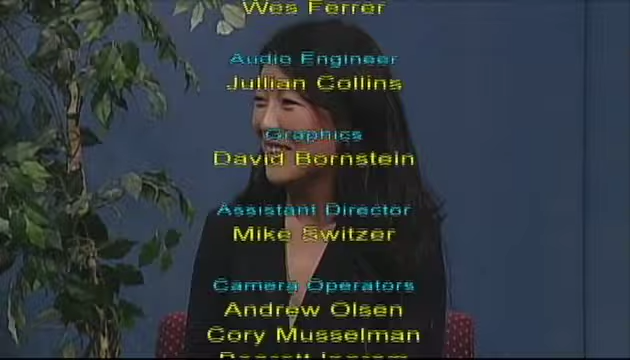 Wes Ferrer
Audio Engineer
Jullian Collins
Graphics
David Bornstein
Assistant Director
Mike Switzer
Camera Operators
Andrew Olsen
Cory Musselman